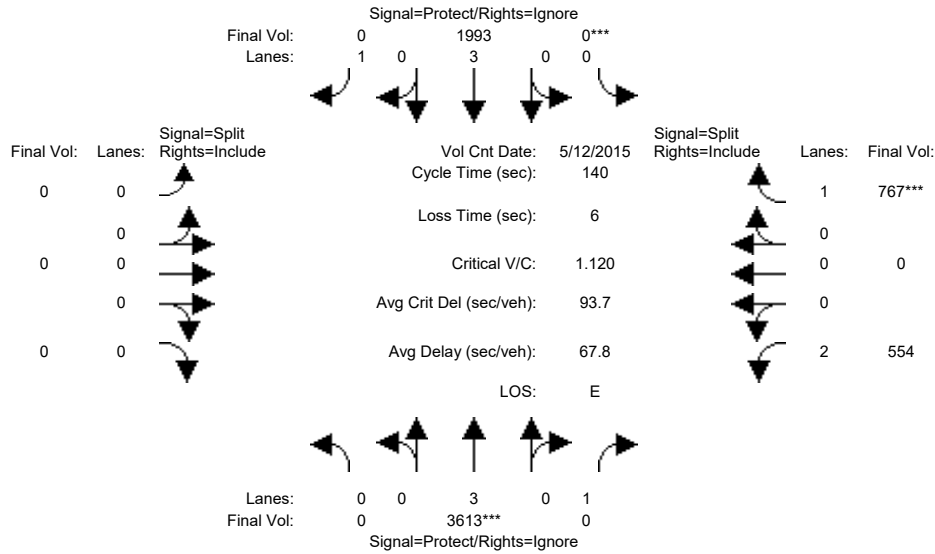 Signal=Protect/Rights=Ignore
Final Vol: 0 1993 0***
Lanes: 1 0 3 0 0
Signal=Split Signal=Split
Final Vol: Lanes: Rights=Include Vol Cnt Date: 5/12/2015 Rights=Include Lanes: Final Vol:
Cycle Time (sec): 140
0 0 1 767***
Loss Time (sec): 6
0 0
0 0 Critical V/C: 1.120 0 0
0 Avg Crit Del (sec/veh): 93.7 0
0 0 Avg Delay (sec/veh): 67.8 2 554
LOS: E
Lanes: 0 0 3 0 1
Final Vol: 0 3613*** 0
Signal=Protect/Rights=Ignore